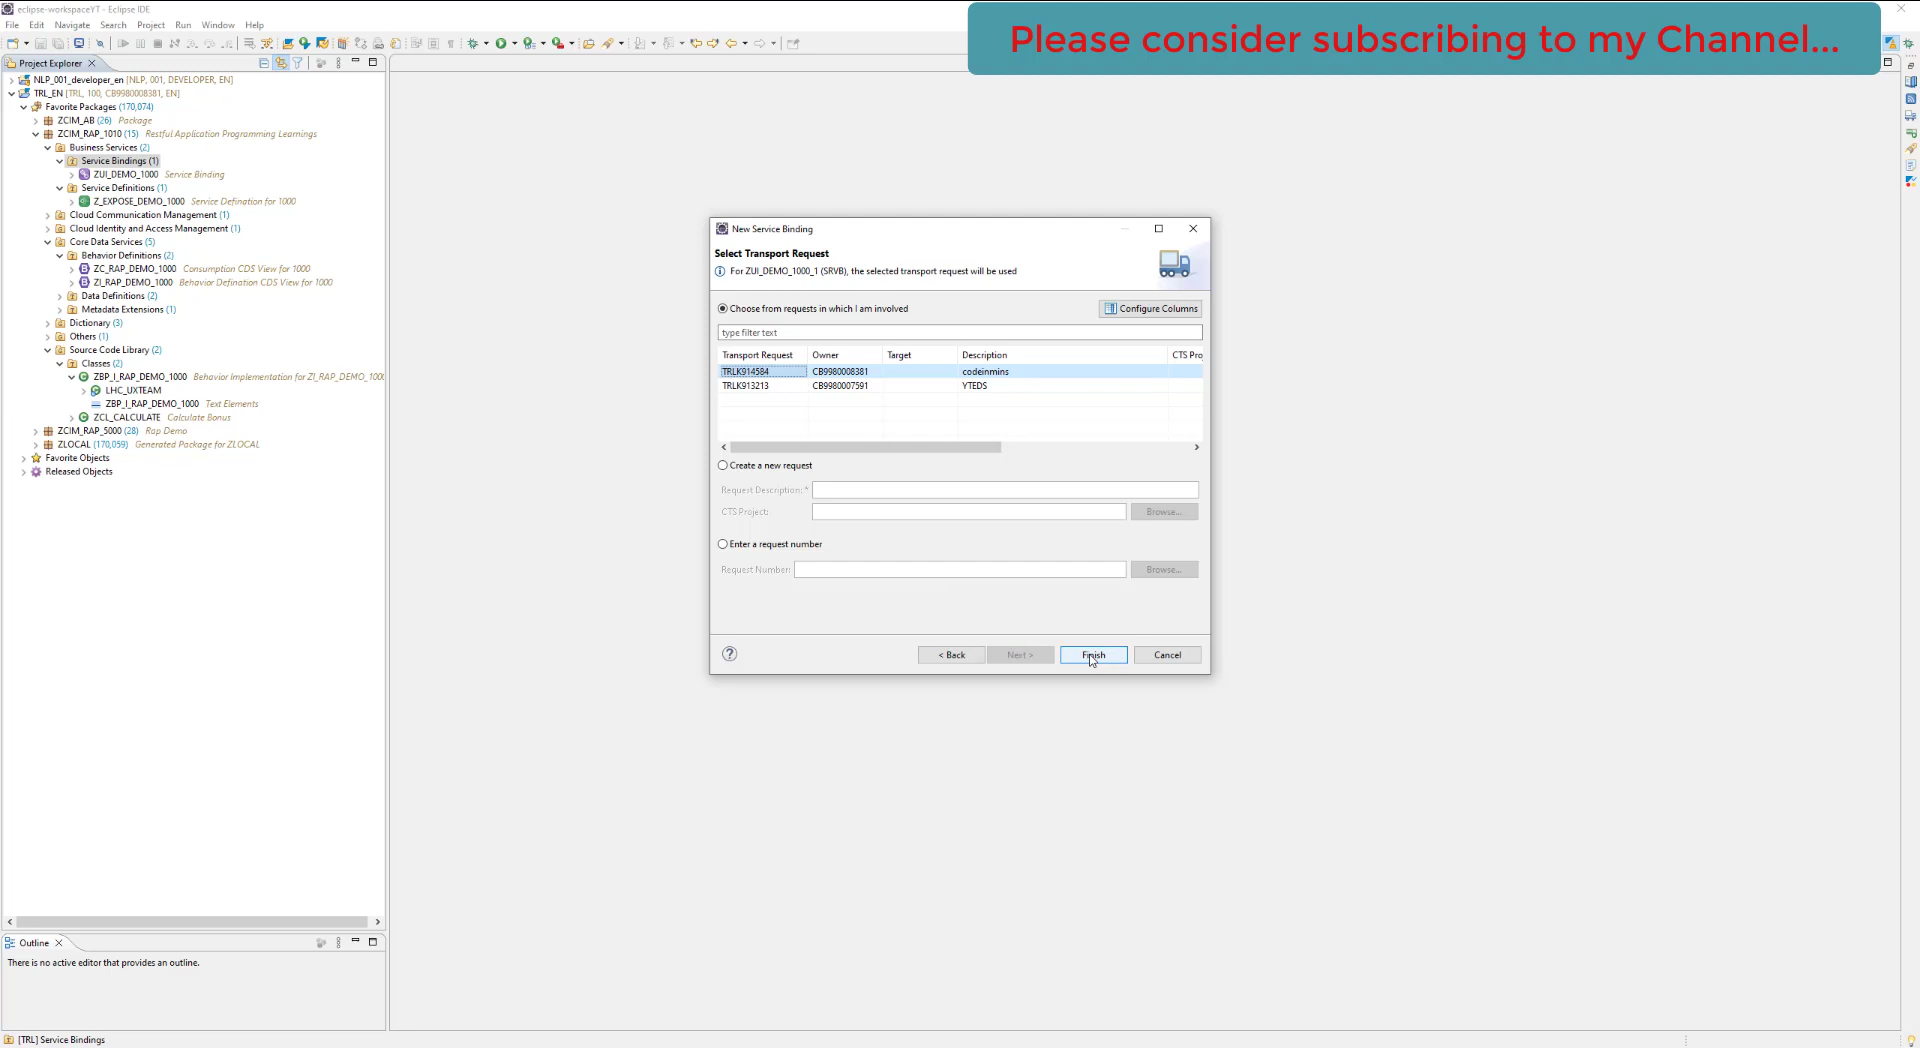 eclipse-workspaceYT - Eclipse IDE
File Edit Navigate Search Project Run Window Help
Please consider subscribing to my Channel...
Project Explorer
NLP_001_developer_en [NLP, 001, DEVELOPER, EN]
TRL_EN [TRL, 100, CB9980008381, EN]
Favorite Packages (170,074)
ZCIM_AB (26) Package
ZCIM_RAP_1010 (15) Restful Application Programming Learnings
Business Services (2)
Service Bindings (1)
ZUI_DEMO_1000 Service Binding
Service Definitions (1)
Z_EXPOSE_DEMO_1000 Service Defination for 1000
Cloud Communication Management (1)
Cloud Identity and Access Management (1)
Core Data Services (5)
Behavior Definitions (2)
ZC_RAP_DEMO_1000 Consumption CDS View for 1000
ZI_RAP_DEMO_1000 Behavior Defination CDS View for 1000
Data Definitions (2)
Metadata Extensions (1)
Dictionary (3)
Others (1)
Source Code Library (2)
Classes (2)
ZBP_I_RAP_DEMO_1000 Behavior Implementation for ZI_RAP_DEMO_1000
LHC_UXTEAM
ZBP_I_RAP_DEMO_1000 Text Elements
ZCL_CALCULATE Calculate Bonus
ZCIM_RAP_5000 (28) Rap Demo
ZLOCAL (170,059) Generated Package for ZLOCAL
Favorite Objects
Released Objects
New Service Binding
Select Transport Request
For ZUI_DEMO_1000_1 (SRVB), the selected transport request will be used
Choose from requests in which I am involved
Configure Columns
type filter text
Transport Request Owner Target Description CTS Proj
TRLK914584 CB9980008381 codeinmins
TRLK913213 CB9980007591 YTEDS
Create a new request
Request Description: *
CTS Project: Browse...
Enter a request number
Request Number: Browse...
< Back Next > Finish Cancel
Outline
There is no active editor that provides an outline.
[TRL] Service Bindings